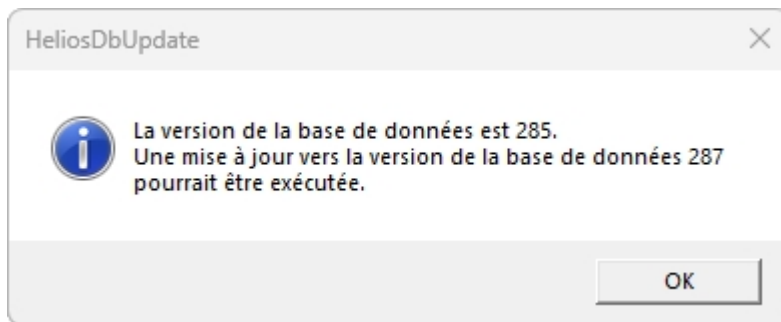 HeliosDbUpdate
La version de la base de données est 285.
Une mise à jour vers la version de la base de données 287
pourrait être exécutée.
OK